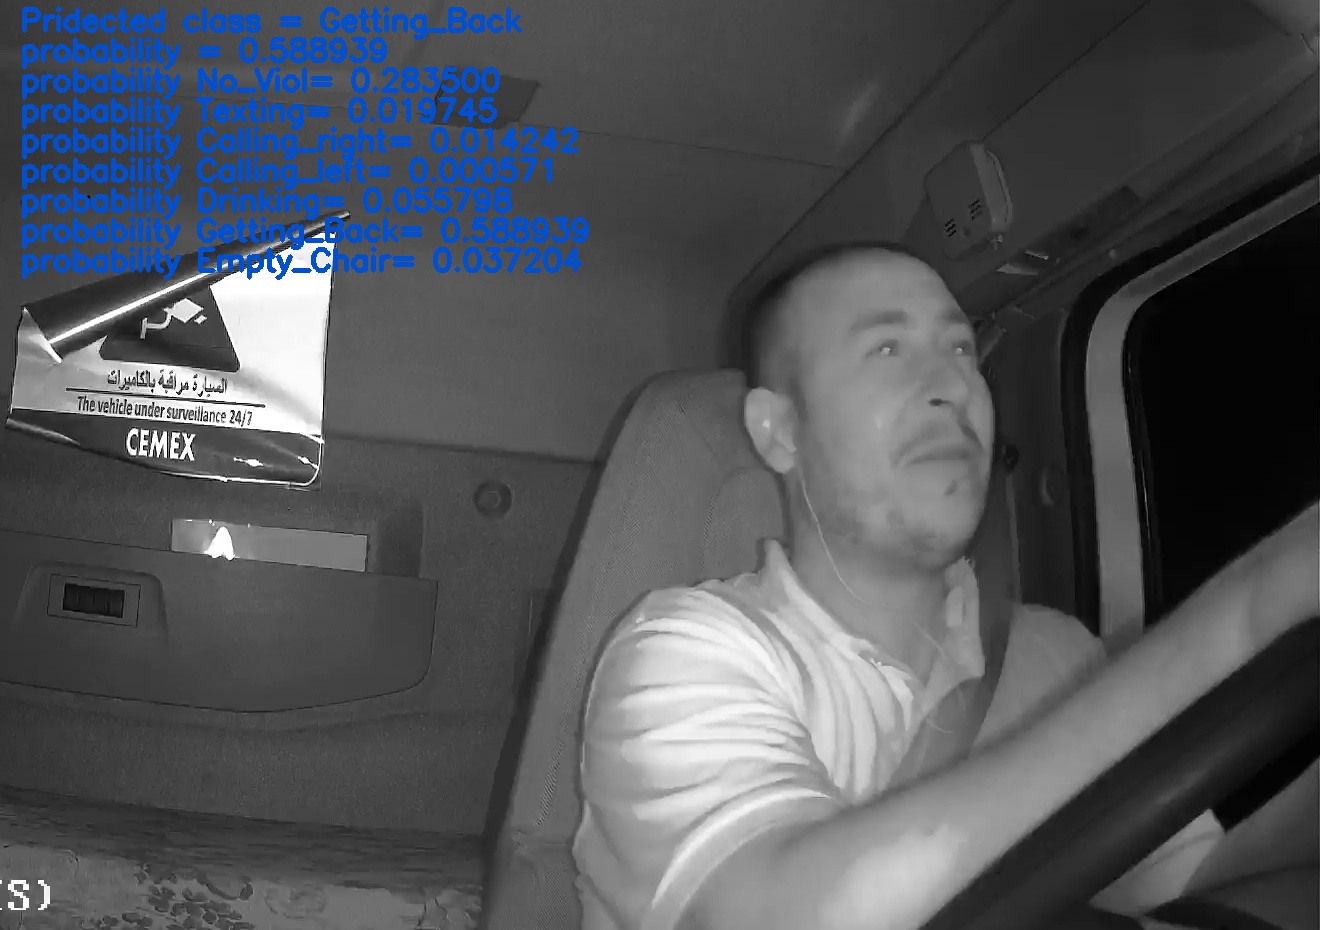 Pridected class = Getting_Back
probability = 0.588939
probability No_Viol= 0.283500
probability Texting= 0.019745
probability Calling_right= 0.014242
probability Calling_left= 0.000571
probability Drinking= 0.055798
probability Getting_Back= 0.588939
probability Empty_Chair= 0.037204
السيارة مراقبة بالكاميرات
The vehicle under surveillance 24/7
CEMEX
S)